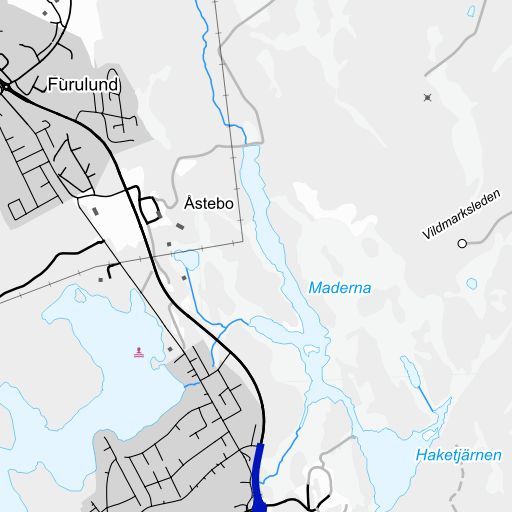 Furulund
Åstebo
Vildmarksleden
Maderna
Haketjärnen